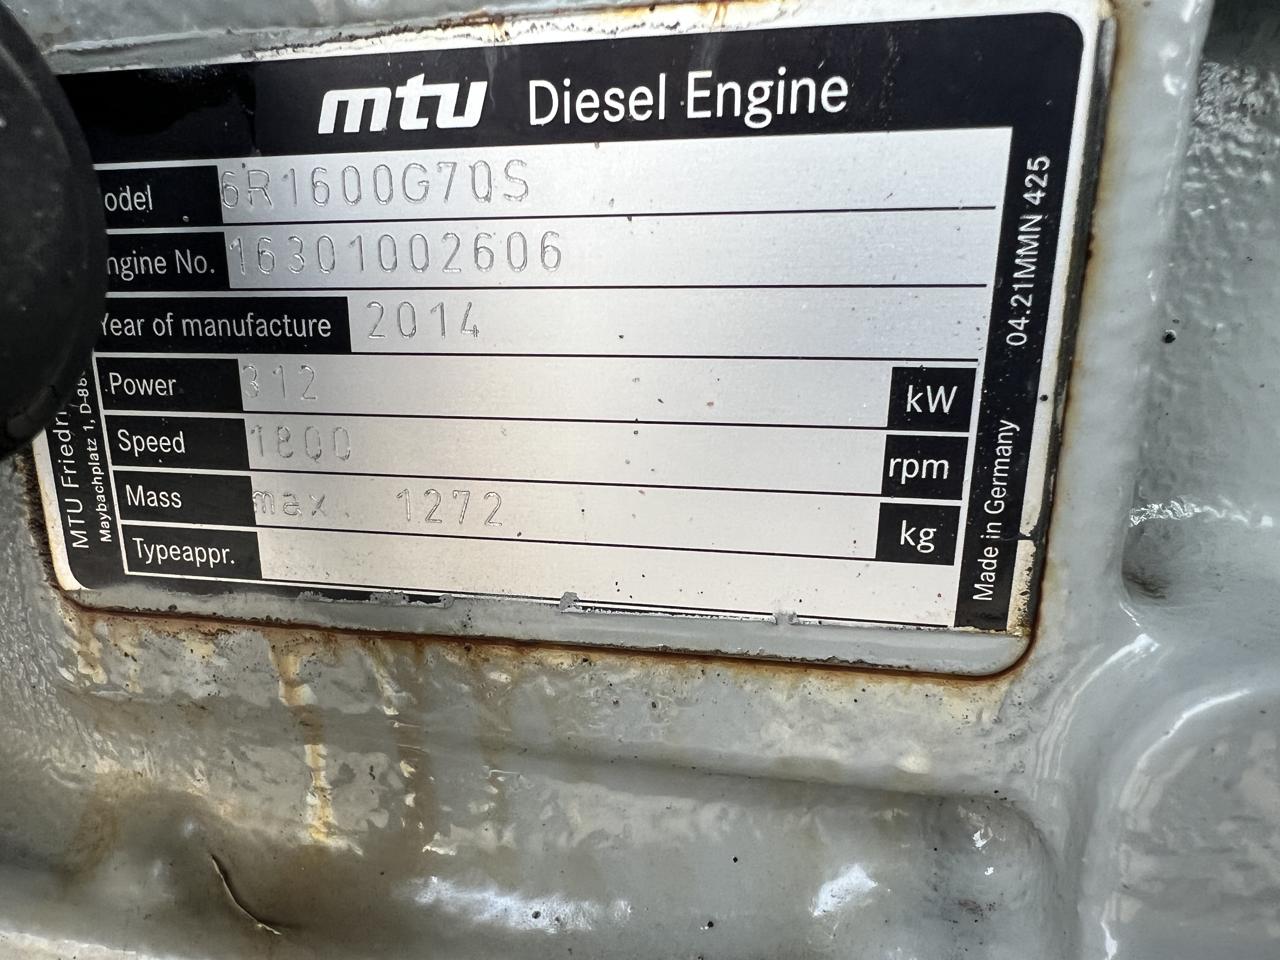 mtu Diesel Engine
odel 6R1600G70S
ngine No. 16301002606
Year of manufacture 2014
Power 312 kW
Speed 1800 rpm
Mass max. 1272 kg
Typeappr.
MTU Friedr
Maybachplatz 1, D-88
Made in Germany 04.21MMN 425